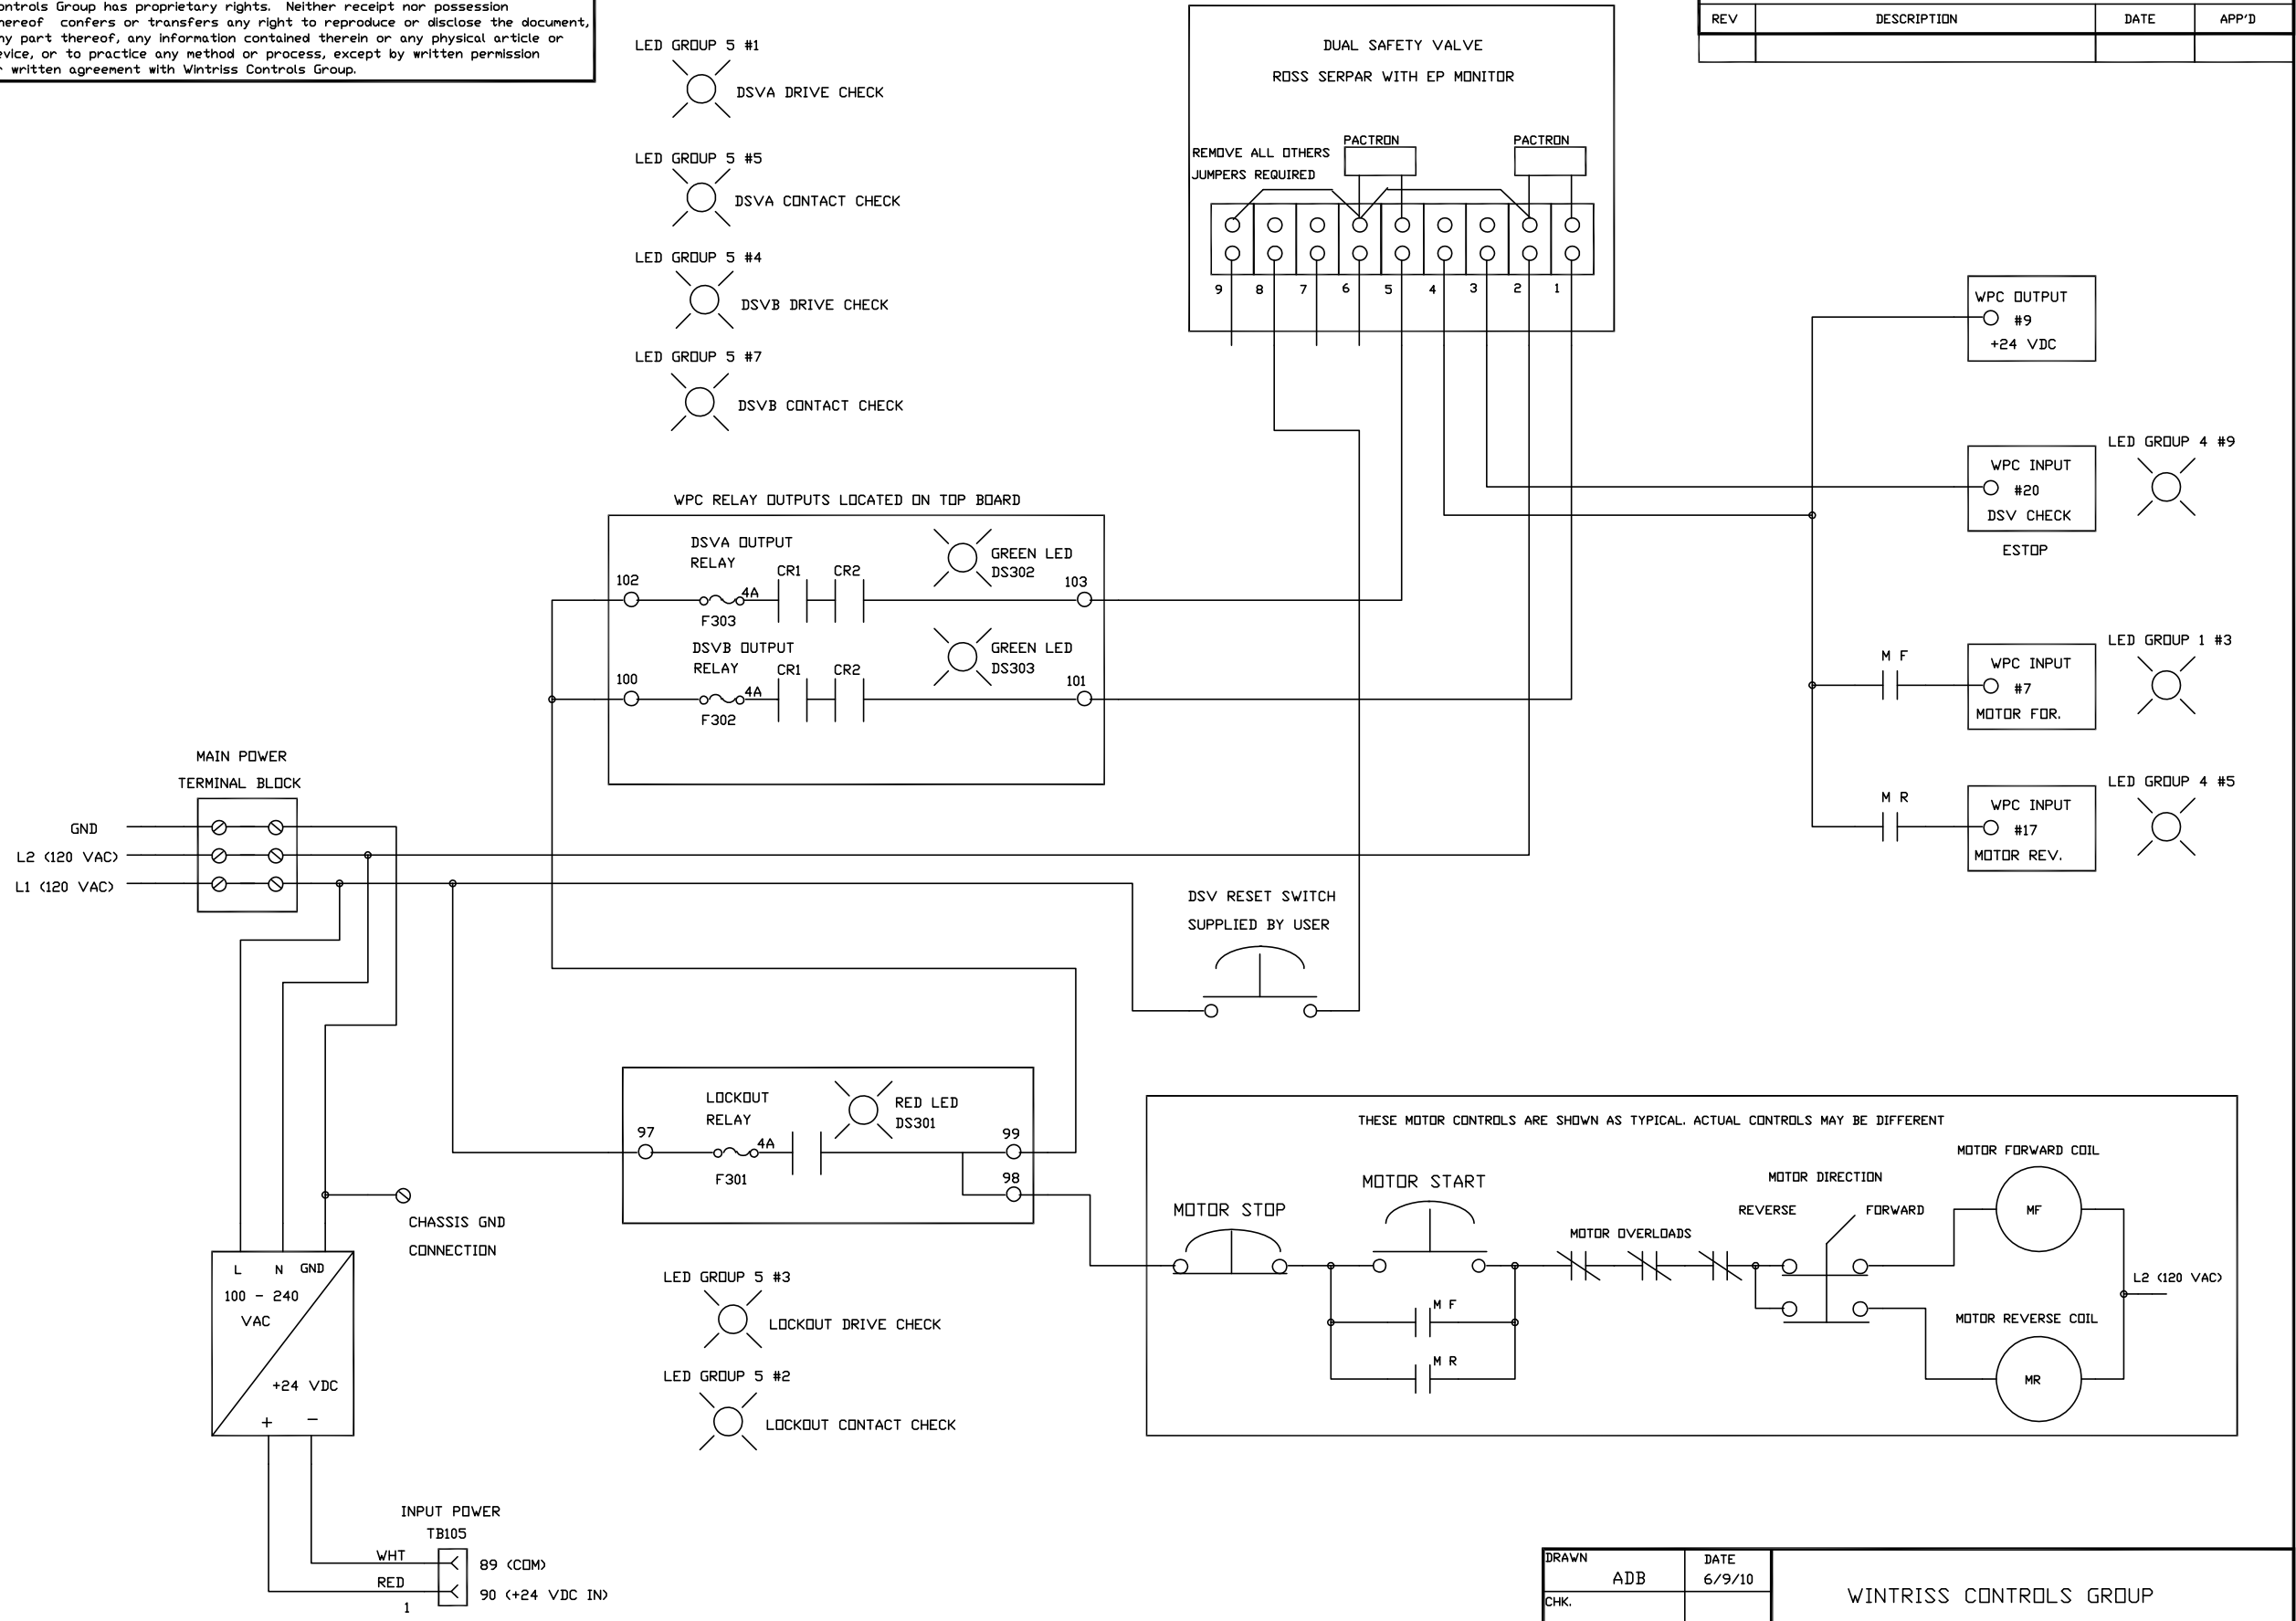 ontrols Group has proprietary rights. Neither receipt nor possession
hereof confers or transfers any right to reproduce or disclose the document,
ny part thereof, any information contained therein or any physical article or
evice, or to practice any method or process, except by written permission
r written agreement with Wintriss Controls Group.
REV DESCRIPTION DATE APP'D
LED GROUP 5 #1
DSVA DRIVE CHECK
LED GROUP 5 #5
DSVA CONTACT CHECK
LED GROUP 5 #4
DSVB DRIVE CHECK
LED GROUP 5 #7
DSVB CONTACT CHECK
DUAL SAFETY VALVE
ROSS SERPAR WITH EP MONITOR
PACTRON PACTRON
REMOVE ALL OTHERS
JUMPERS REQUIRED
9 8 7 6 5 4 3 2 1
WPC OUTPUT
#9
+24 VDC
LED GROUP 4 #9
WPC INPUT
#20
DSV CHECK
ESTOP
LED GROUP 1 #3
M F
WPC INPUT
#7
MOTOR FOR.
LED GROUP 4 #5
M R
WPC INPUT
#17
MOTOR REV.
WPC RELAY OUTPUTS LOCATED ON TOP BOARD
DSVA OUTPUT
RELAY
CR1 CR2
GREEN LED
DS302
102 4A 103
F303
DSVB OUTPUT
RELAY
CR1 CR2
GREEN LED
DS303
100 4A 101
F302
MAIN POWER
TERMINAL BLOCK
GND
L2 (120 VAC)
L1 (120 VAC)
DSV RESET SWITCH
SUPPLIED BY USER
LOCKOUT
RELAY
RED LED
DS301
97 4A 99
F301 98
CHASSIS GND
CONNECTION
L N GND
100 - 240
VAC
+24 VDC
+ -
LED GROUP 5 #3
LOCKOUT DRIVE CHECK
LED GROUP 5 #2
LOCKOUT CONTACT CHECK
THESE MOTOR CONTROLS ARE SHOWN AS TYPICAL. ACTUAL CONTROLS MAY BE DIFFERENT
MOTOR STOP
MOTOR START
M F
M R
MOTOR OVERLOADS
MOTOR DIRECTION
REVERSE FORWARD
MOTOR FORWARD COIL
MF
L2 (120 VAC)
MOTOR REVERSE COIL
MR
INPUT POWER
TB105
WHT 89 (COM)
RED 90 (+24 VDC IN)
1
DRAWN DATE
ADB 6/9/10
CHK.
WINTRISS CONTROLS GROUP